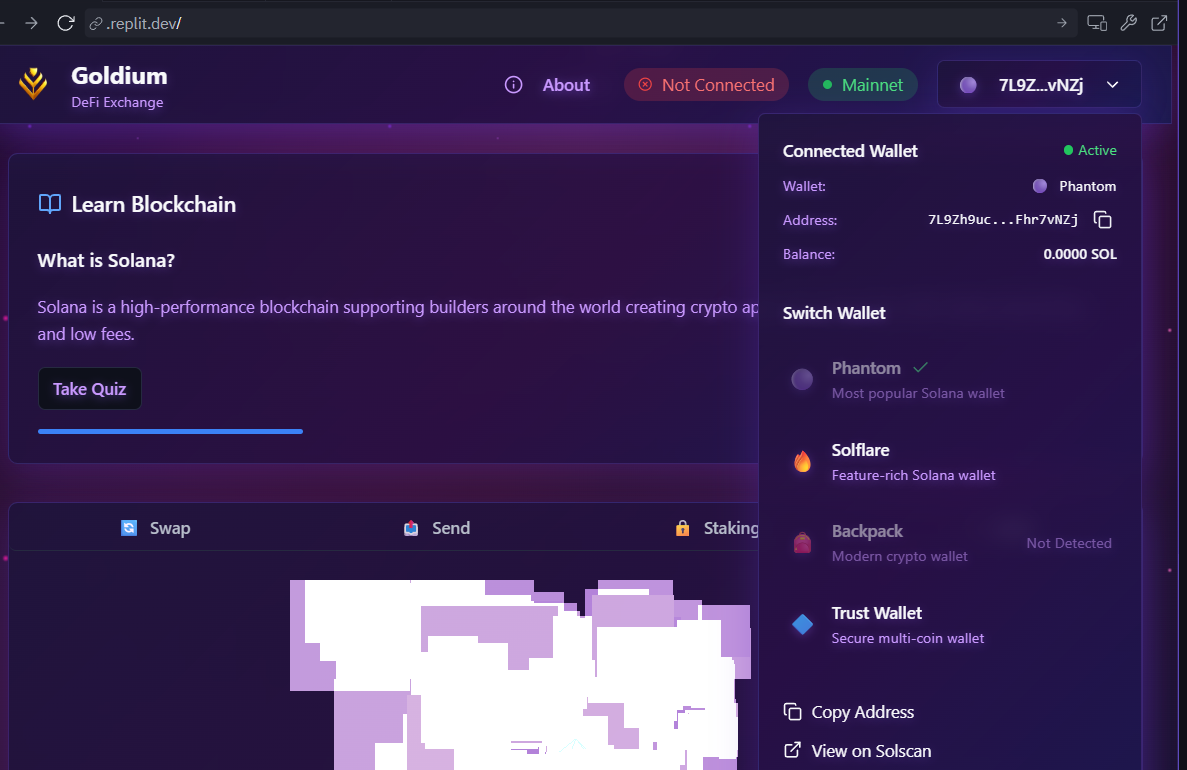 .replit.dev/
Goldium
DeFi Exchange
About
Not Connected
Mainnet
7L9Z...vNZj
Learn Blockchain
What is Solana?
Solana is a high-performance blockchain supporting builders around the world creating crypto ap
and low fees.
Take Quiz
Swap
Send
Staking
Connected Wallet
Active
Wallet:
Phantom
Address:
7L9Zh9uc...Fhr7vNZj
Balance:
0.0000 SOL
Switch Wallet
Phantom
Most popular Solana wallet
Solflare
Feature-rich Solana wallet
Backpack
Modern crypto wallet
Not Detected
Trust Wallet
Secure multi-coin wallet
Copy Address
View on Solscan